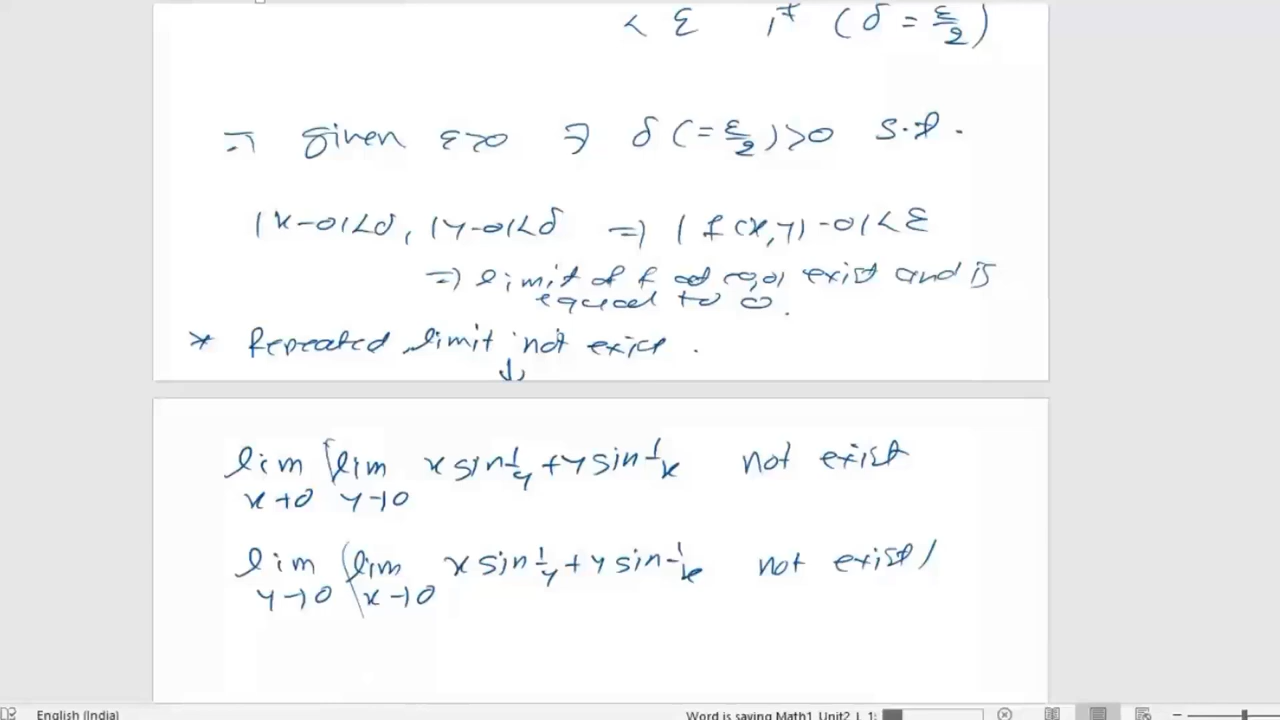 < ε if (δ = ε/2)
⇒ given ε>0 ∃ δ(=ε/2)>0 s.t.
|x-0|<δ, |y-0|<δ ⇒ |f(x,y)-0|<ε
⇒ limit of f at (0,0) exist and is
equal to 0.
* Repeated limit not exist .
↓
lim x→0 [lim y→0 x sin 1/y + y sin 1/x not exist
lim y→0 (lim x→0 x sin 1/y + y sin 1/x not exist/
English (India)
Word is saving Math1_Unit2_L_1: